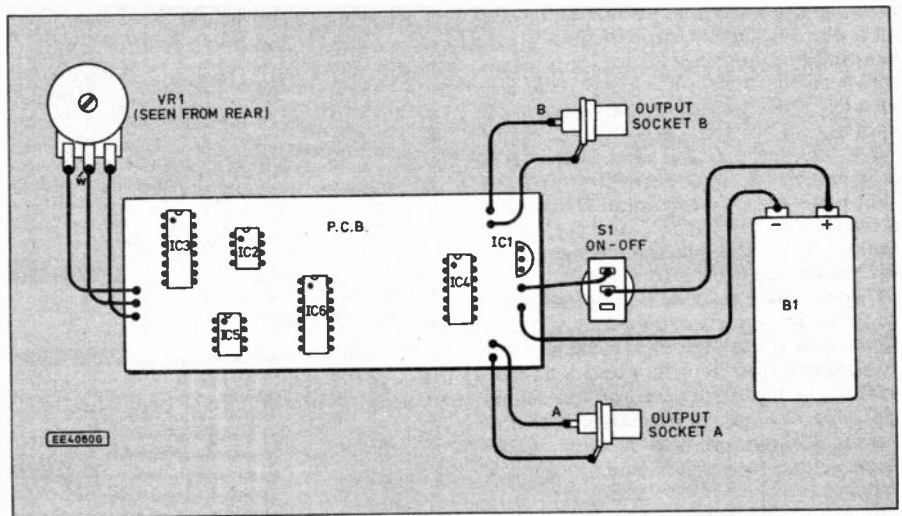 VR1
(SEEN FROM REAR)
W
B
OUTPUT
SOCKET B
P.C.B.
IC3
IC2
IC1
S1
ON-OFF
- +
IC4
IC6
IC5
B1
A
OUTPUT
SOCKET A
EE4060G